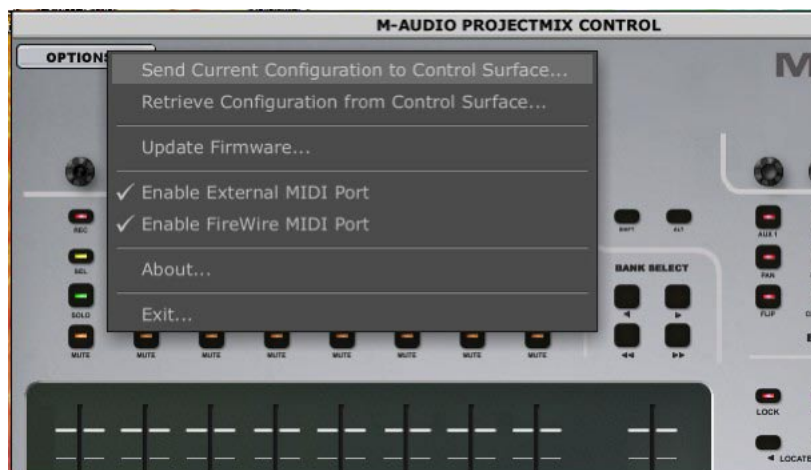 M-AUDIO PROJECTMIX CONTROL
OPTION
M
Send Current Configuration to Control Surface...
Retrieve Configuration from Control Surface...
Update Firmware...
✓ Enable External MIDI Port
✓ Enable FireWire MIDI Port
About...
Exit...
REC
SHIFT ALT
AUX 1
SEL
BANK SELECT
PAN
SOLO
FLIP
MUTE MUTE MUTE MUTE MUTE MUTE MUTE MUTE
LOCK
◀ LOCATE